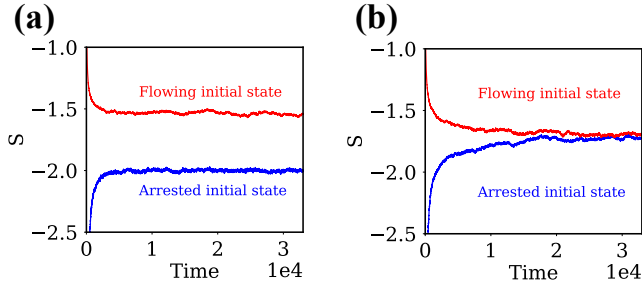 (a)
−1.0
−1.5
−2.0
−2.5
S
Flowing initial state
Arrested initial state
0
1
2
3
Time
1e4
(b)
−1.0
−1.5
−2.0
−2.5
S
Flowing initial state
Arrested initial state
0
1
2
3
Time
1e4